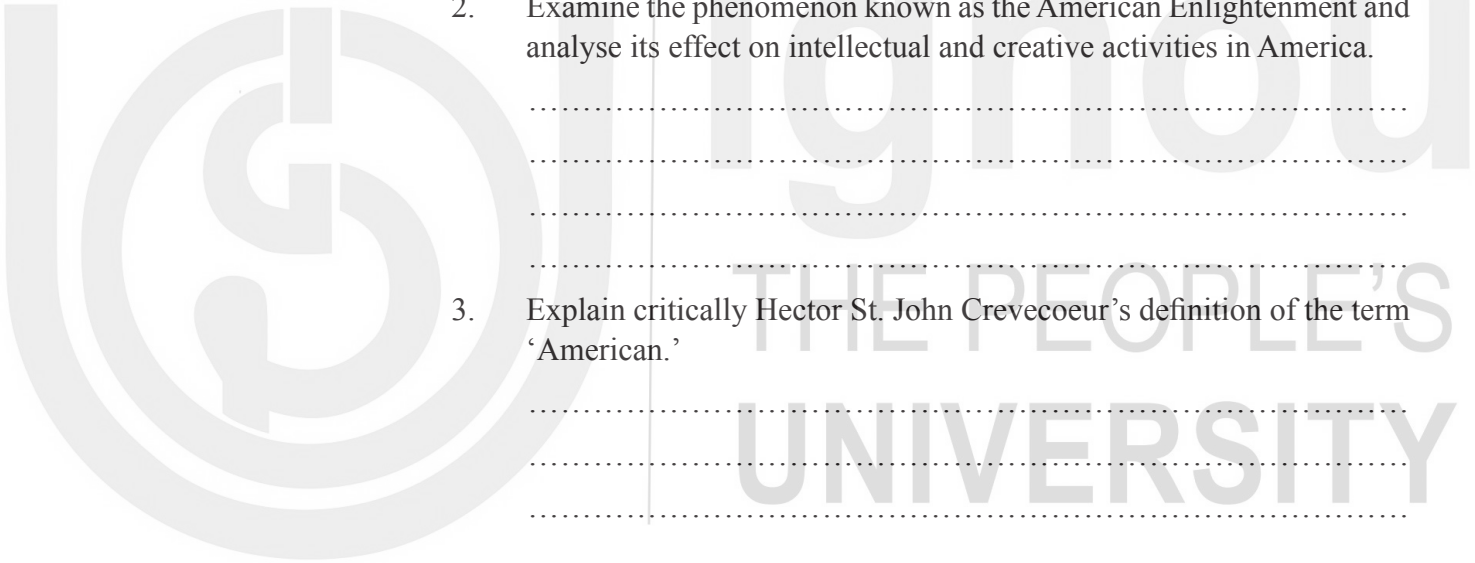 2. Examine the phenomenon known as the American Enlightenment and
analyse its effect on intellectual and creative activities in America.
………………………………………………………………………
………………………………………………………………………
………………………………………………………………………
………………………………………………………………………
3. Explain critically Hector St. John Crevecoeur’s definition of the term
‘American.’
………………………………………………………………………
………………………………………………………………………
………………………………………………………………………
ignou
THE PEOPLE’S
UNIVERSITY